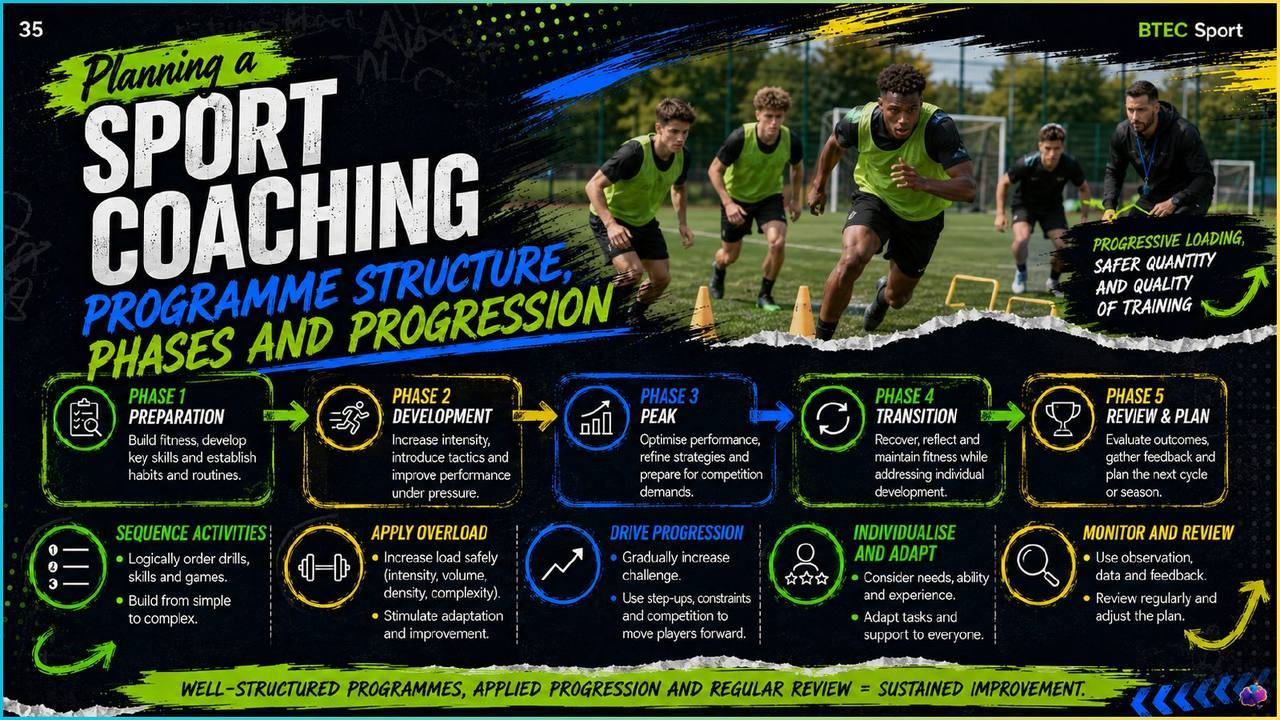 35
BTEC Sport
Planning a
SPORT
COACHING
PROGRAMME STRUCTURE,
PHASES AND PROGRESSION
PROGRESSIVE LOADING,
SAFER QUANTITY
AND QUALITY
OF TRAINING
PHASE 1
PREPARATION
Build fitness, develop
key skills and establish
habits and routines.
PHASE 2
DEVELOPMENT
Increase intensity,
introduce tactics and
improve performance
under pressure.
PHASE 3
PEAK
Optimise performance,
refine strategies and
prepare for competition
demands.
PHASE 4
TRANSITION
Recover, reflect and
maintain fitness while
addressing individual
development.
PHASE 5
REVIEW & PLAN
Evaluate outcomes,
gather feedback and
plan the next cycle
or season.
1
2
3
SEQUENCE ACTIVITIES
• Logically order drills,
skills and games.
• Build from simple
to complex.
APPLY OVERLOAD
• Increase load safely
(intensity, volume,
density, complexity).
• Stimulate adaptation
and improvement.
DRIVE PROGRESSION
• Gradually increase
challenge.
• Use step-ups, constraints
and competition to
move players forward.
INDIVIDUALISE
AND ADAPT
• Consider needs, ability
and experience.
• Adapt tasks and
support to everyone.
MONITOR AND REVIEW
• Use observation,
data and feedback.
• Review regularly and
adjust the plan.
WELL-STRUCTURED PROGRAMMES, APPLIED PROGRESSION AND REGULAR REVIEW = SUSTAINED IMPROVEMENT.